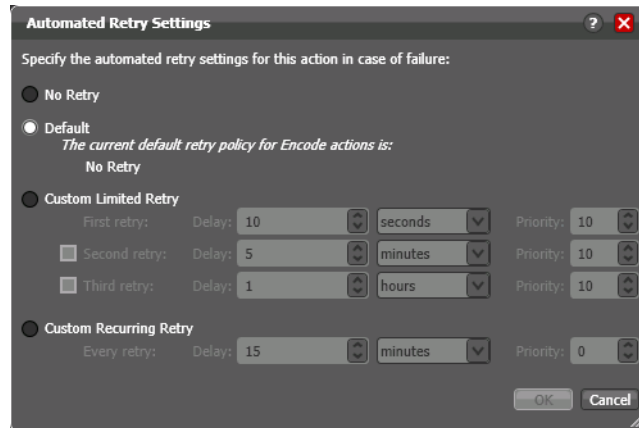 Automated Retry Settings ?
Specify the automated retry settings for this action in case of failure:
No Retry
Default
The current default retry policy for Encode actions is:
No Retry
Custom Limited Retry
First retry: Delay: 10 seconds Priority: 10
Second retry: Delay: 5 minutes Priority: 10
Third retry: Delay: 1 hours Priority: 10
Custom Recurring Retry
Every retry: Delay: 15 minutes Priority: 0
OK Cancel